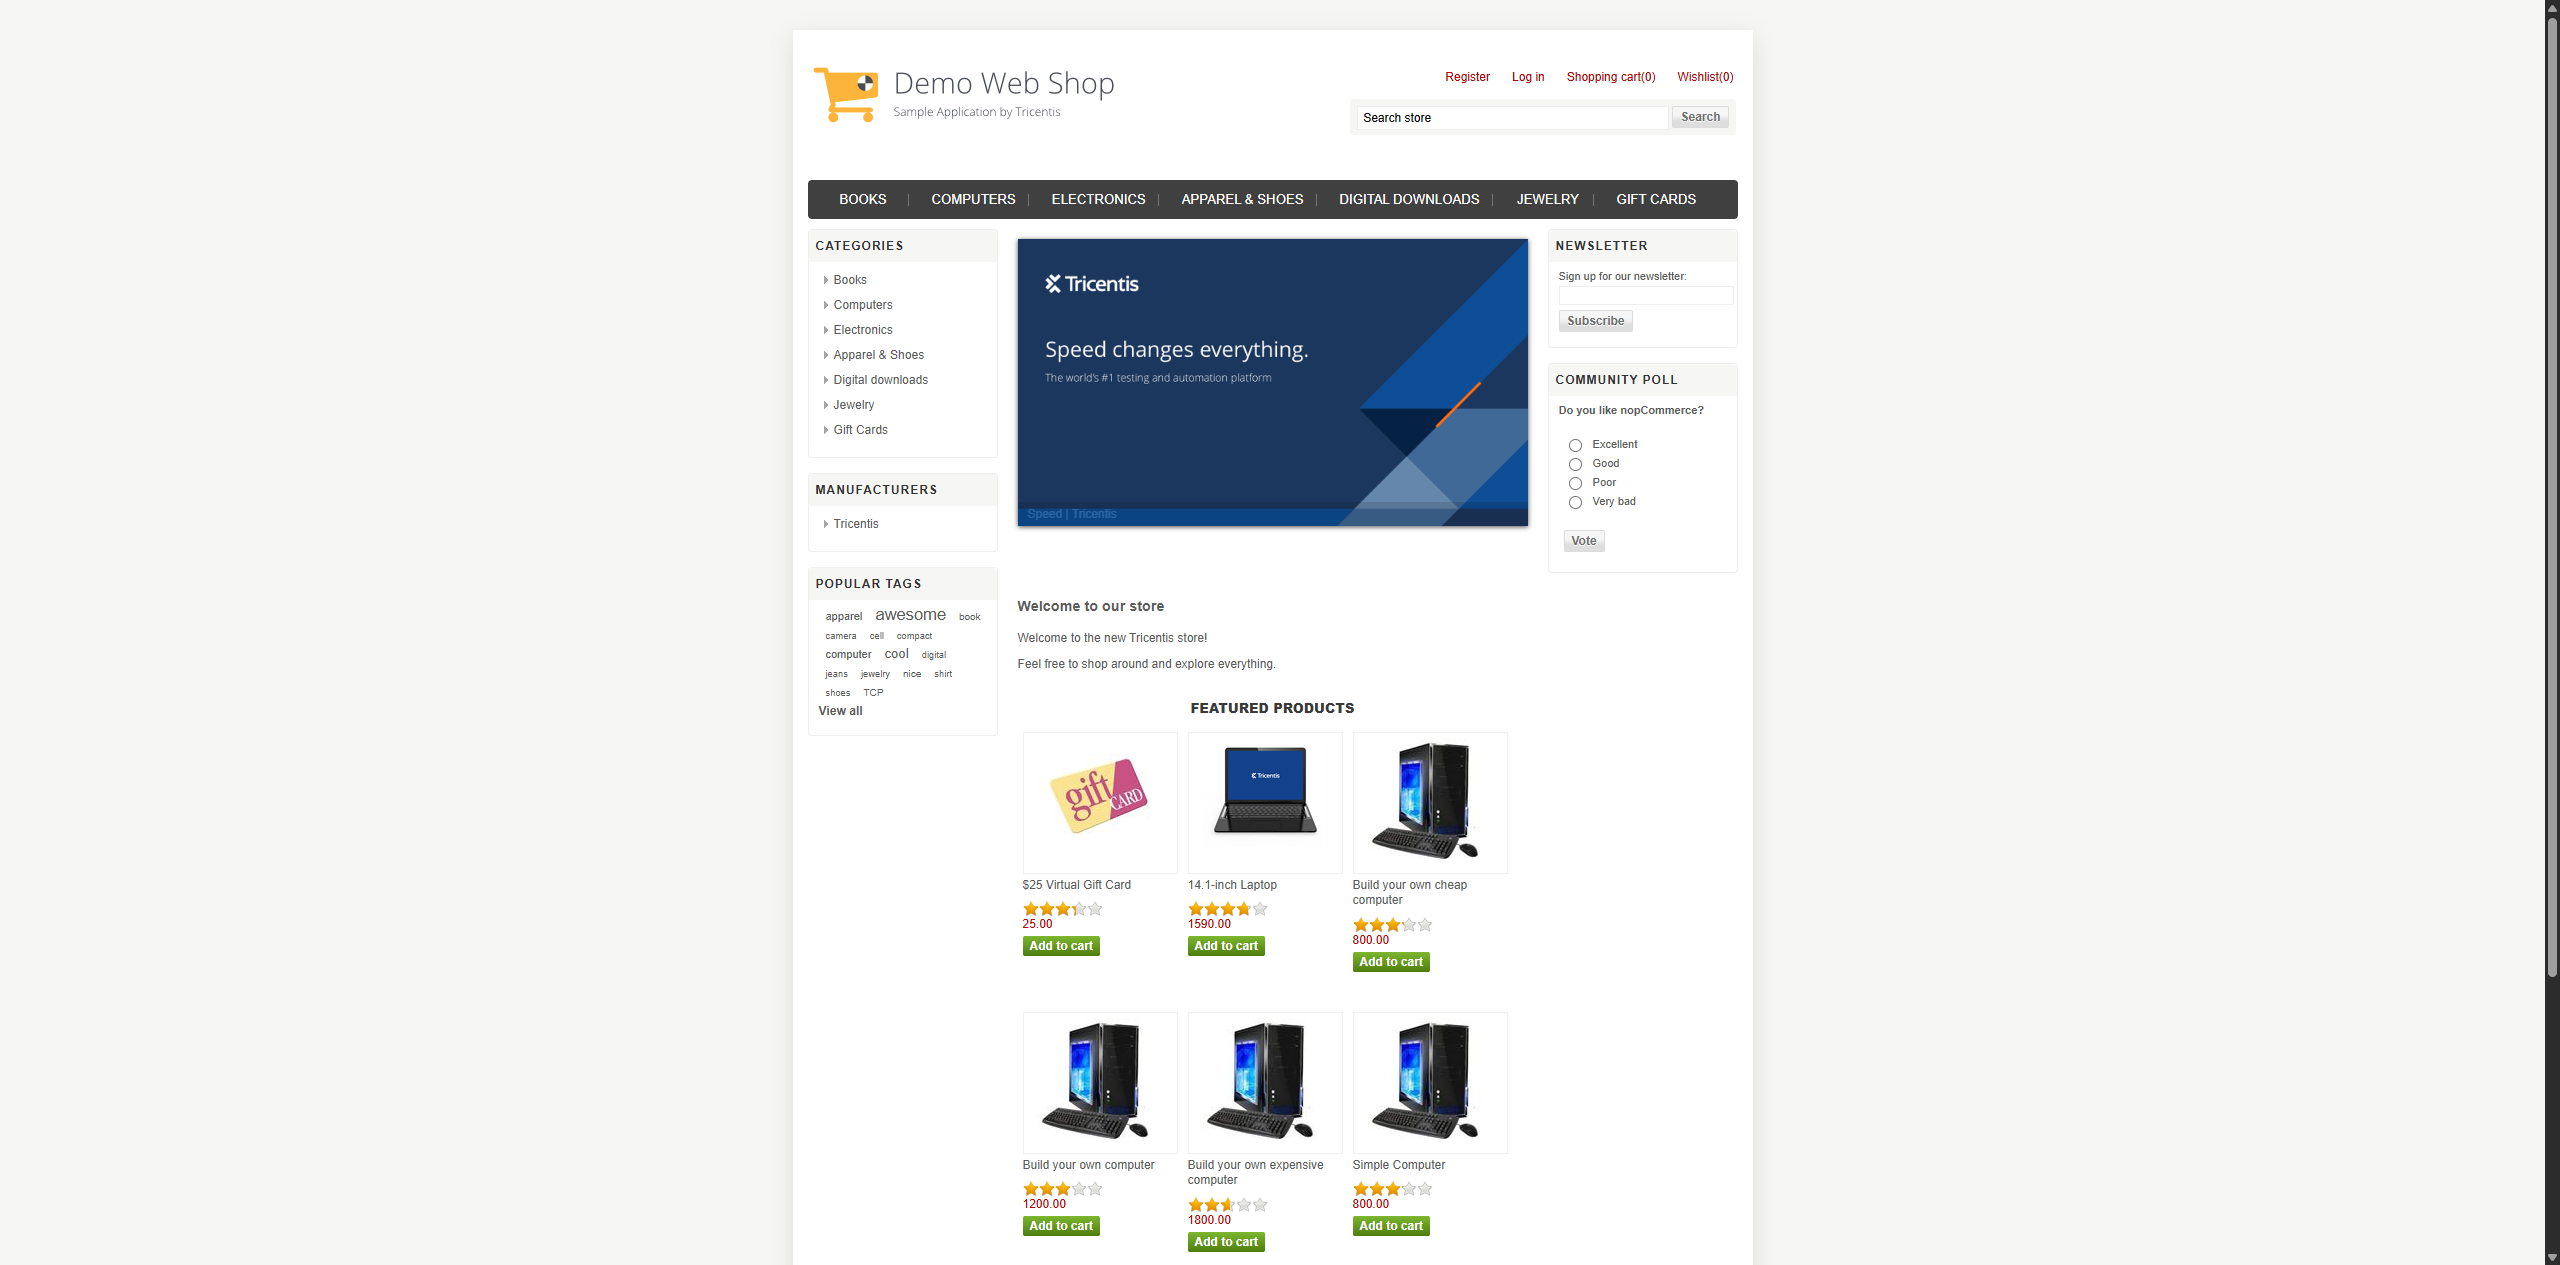 Demo Web Shop
Sample Application by Tricentis
Register Log in Shopping cart(0) Wishlist(0)
Search store Search
BOOKS COMPUTERS ELECTRONICS APPAREL & SHOES DIGITAL DOWNLOADS JEWELRY GIFT CARDS
CATEGORIES
Books
Computers
Electronics
Apparel & Shoes
Digital downloads
Jewelry
Gift Cards
MANUFACTURERS
Tricentis
POPULAR TAGS
apparel awesome book
camera cell compact
computer cool digital
jeans jewelry nice shirt
shoes TCP
View all
Tricentis
Speed changes everything.
The world's #1 testing and automation platform
Speed | Tricentis
Welcome to our store
Welcome to the new Tricentis store!
Feel free to shop around and explore everything.
FEATURED PRODUCTS
gift CARD
Tricentis
$25 Virtual Gift Card
25.00
Add to cart
14.1-inch Laptop
1590.00
Add to cart
Build your own cheap
computer
800.00
Add to cart
Build your own computer
1200.00
Add to cart
Build your own expensive
computer
1800.00
Add to cart
Simple Computer
800.00
Add to cart
NEWSLETTER
Sign up for our newsletter:
Subscribe
COMMUNITY POLL
Do you like nopCommerce?
Excellent
Good
Poor
Very bad
Vote